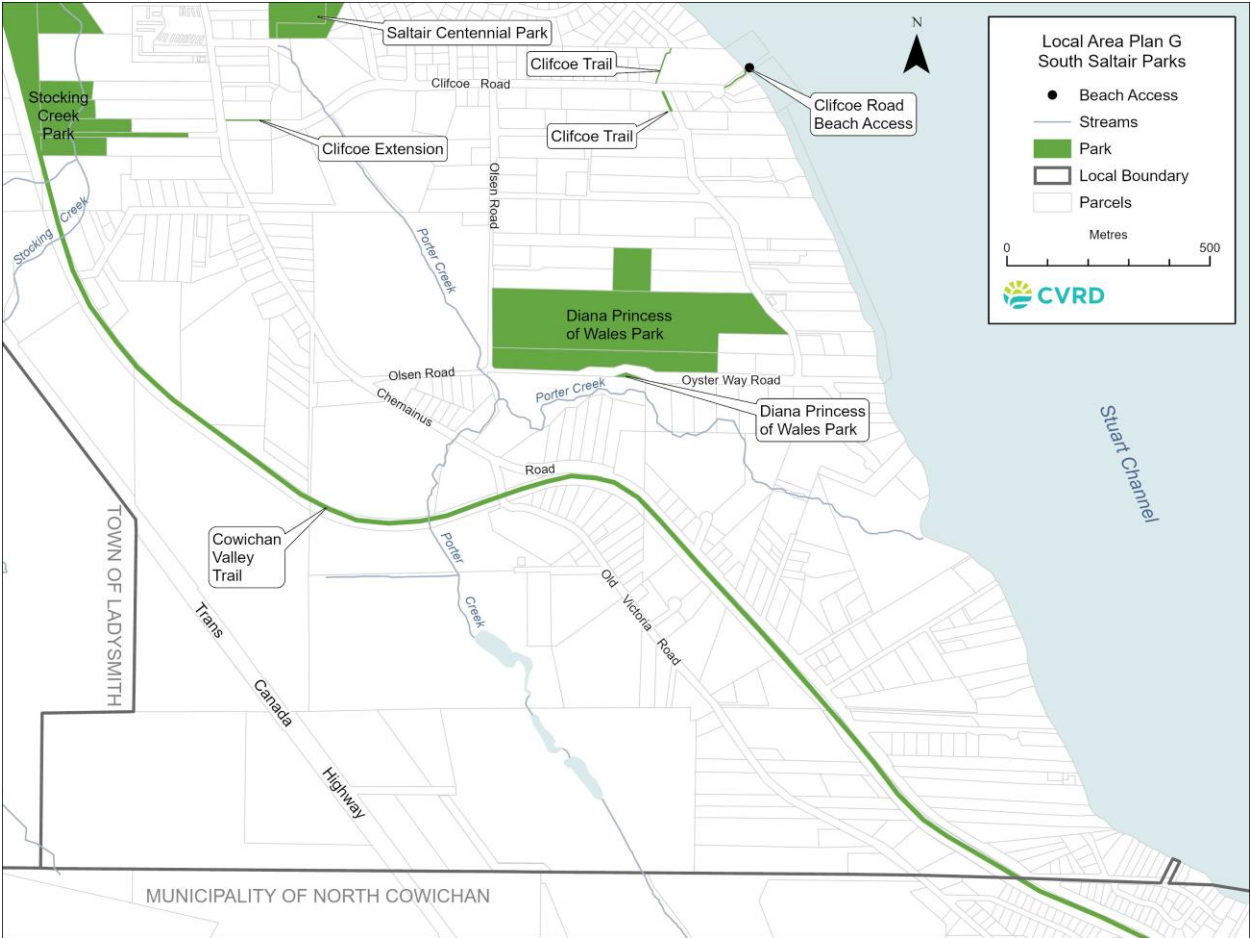 Saltair Centennial Park
N
Local Area Plan G
South Saltair Parks
Beach Access
Streams
Park
Local Boundary
Parcels
Metres
0 500
CVRD
Clifcoe Trail
Clifcoe Road
Stocking
Creek
Park
Clifcoe Road
Beach Access
Clifcoe Trail
Clifcoe Extension
Olsen Road
Stocking Creek
Porter Creek
Diana Princess
of Wales Park
Olsen Road
Oyster Way Road
Porter Creek
Chemainus
Road
Diana Princess
of Wales Park
Stuart Channel
Cowichan
Valley
Trail
TOWN OF LADYSMITH
Porter
Creek
Old Victoria Road
Trans
Canada
Highway
MUNICIPALITY OF NORTH COWICHAN